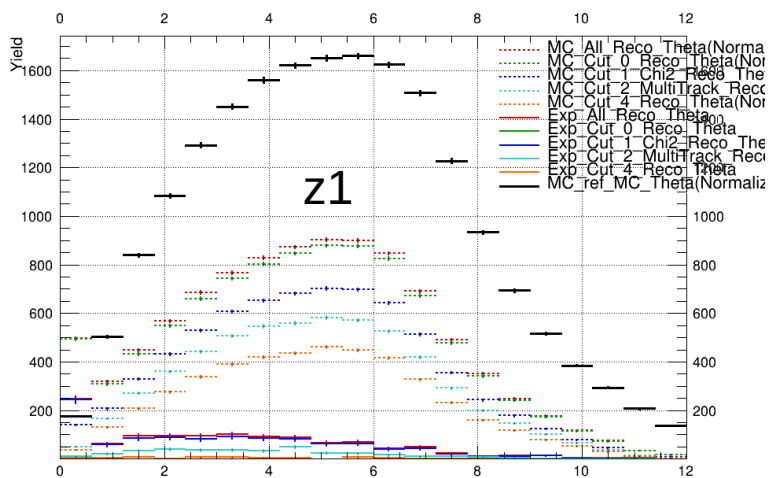 0 2 4 6 8 10 12
Yield
1600
1400
1200
1000
800
600
400
200
MC_All_Reco_Theta(Norma
MC_Cut_0_Reco_Theta(Nor
MC_Cut_1_Chi2_Reco_Thet
MC_Cut_2_MultiTrack_Reco
MC_Cut_4_Reco_Theta(Nor
Exp_All_Reco_Theta
Exp_Cut_0_Reco_Theta
Exp_Cut_1_Chi2_Reco_The
Exp_Cut_2_MultiTrack_Rece
Exp_Cut_4_Reco_Theta
MC_ref_MC_Theta(Normaliz
z1
1000
800
600
400
200
0 2 4 6 8 10 12